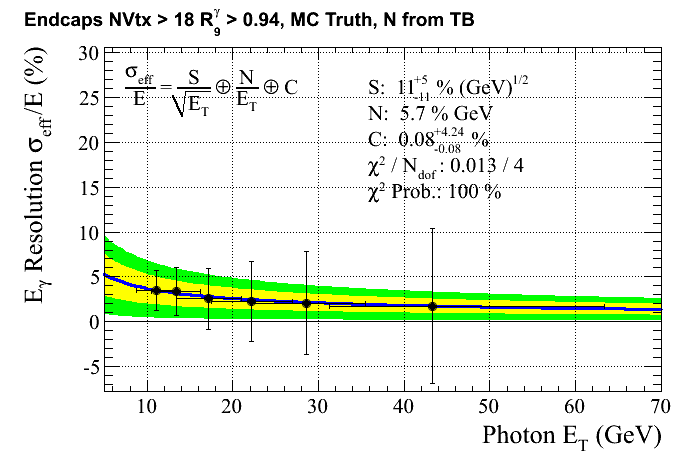 Endcaps NVtx > 18 R₉^γ > 0.94, MC Truth, N from TB
E_γ Resolution σ_eff/E (%)
30
25
20
15
10
5
0
-5
σ_eff/E = S/√E_T ⊕ N/E_T ⊕ C
S: 11^{+5}_{-11} % (GeV)^{1/2}
N: 5.7 % GeV
C: 0.08^{+4.24}_{-0.08} %
χ² / N_dof : 0.013 / 4
χ² Prob.: 100 %
10 20 30 40 50 60 70
Photon E_T (GeV)